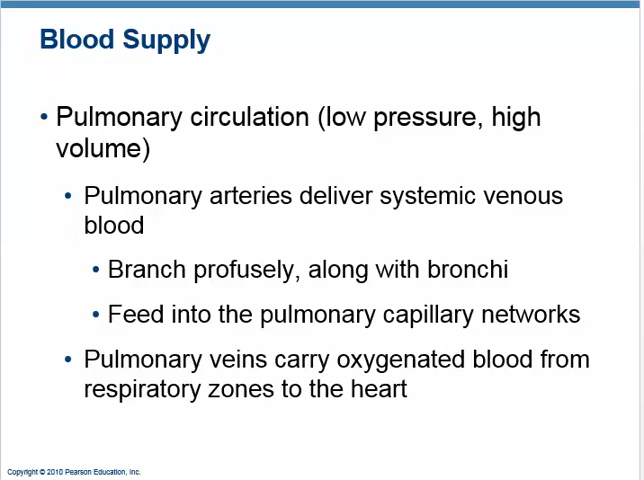 Blood Supply
• Pulmonary circulation (low pressure, high
volume)
• Pulmonary arteries deliver systemic venous
blood
• Branch profusely, along with bronchi
• Feed into the pulmonary capillary networks
• Pulmonary veins carry oxygenated blood from
respiratory zones to the heart
Copyright © 2010 Pearson Education, Inc.